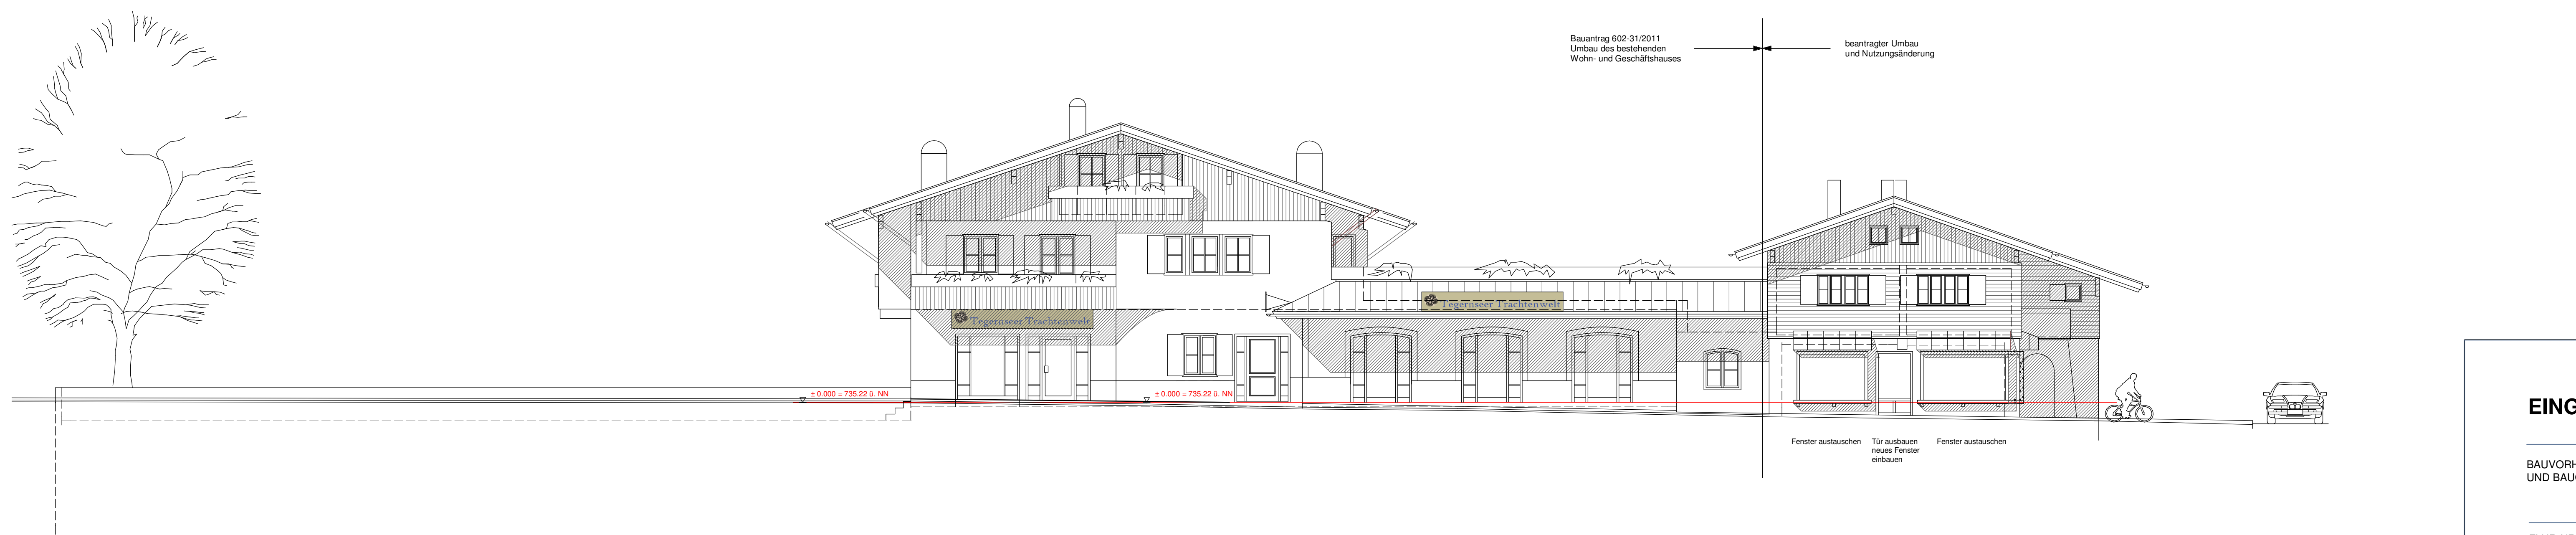 Bauantrag 602-31/2011
Umbau des bestehenden
Wohn- und Geschäftshauses
beantragter Umbau
und Nutzungsänderung
Tegernseer Trachtenwelt
Tegernseer Trachtenwelt
± 0.000 = 735.22 ü. NN
± 0.000 = 735.22 ü. NN
Fenster austauschen
Tür ausbauen
neues Fenster
einbauen
Fenster austauschen
EING
BAUVORH
UND BAU